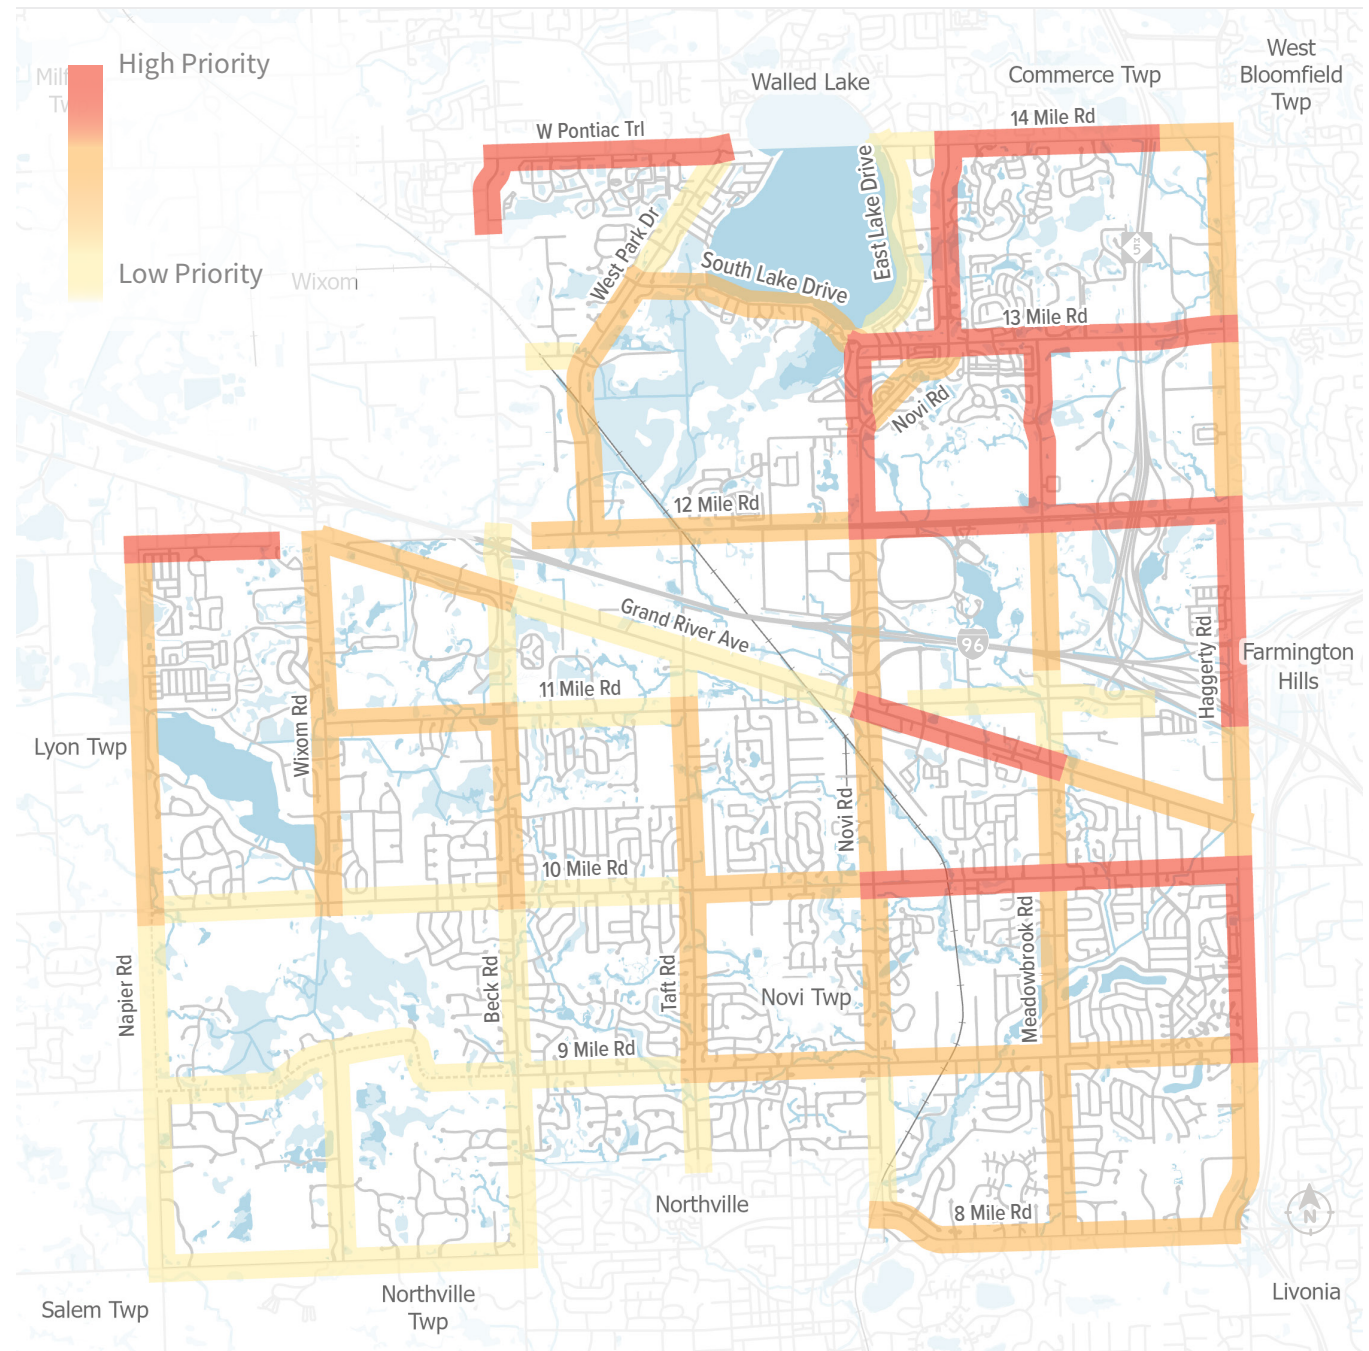 High Priority
Low Priority
Milf
Tw
Wixom
Walled Lake
Commerce Twp
West
Bloomfield
Twp
W Pontiac Trl
14 Mile Rd
East Lake Drive
West Park Dr
South Lake Drive
M
5
13 Mile Rd
Novi Rd
12 Mile Rd
Grand River Ave
96
Haggerty Rd
Farmington
Hills
11 Mile Rd
Wixom Rd
Lyon Twp
Novi Rd
10 Mile Rd
Napier Rd
Beck Rd
Taft Rd
Novi Twp
Meadowbrook Rd
9 Mile Rd
Northville
8 Mile Rd
N
Salem Twp
Northville
Twp
Livonia